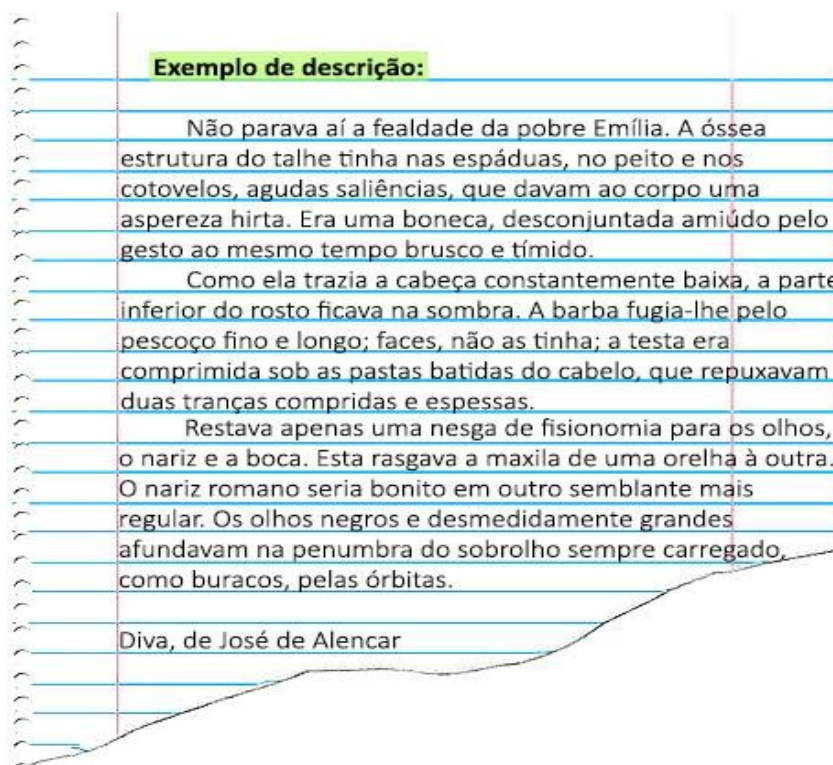 Exemplo de descrição:
Não parava aí a fealdade da pobre Emília. A óssea
estrutura do talhe tinha nas espáduas, no peito e nos
cotovelos, agudas saliências, que davam ao corpo uma
aspereza hirta. Era uma boneca, desconjuntada amiúdo pelo
gesto ao mesmo tempo brusco e tímido.
Como ela trazia a cabeça constantemente baixa, a parte
inferior do rosto ficava na sombra. A barba fugia-lhe pelo
pescoço fino e longo; faces, não as tinha; a testa era
comprimida sob as pastas batidas do cabelo, que repuxavam
duas tranças compridas e espessas.
Restava apenas uma nesga de fisionomia para os olhos,
o nariz e a boca. Esta rasgava a maxila de uma orelha à outra.
O nariz romano seria bonito em outro semblante mais
regular. Os olhos negros e desmedidamente grandes
afundavam na penumbra do sobrolho sempre carregado,
como buracos, pelas órbitas.
Diva, de José de Alencar